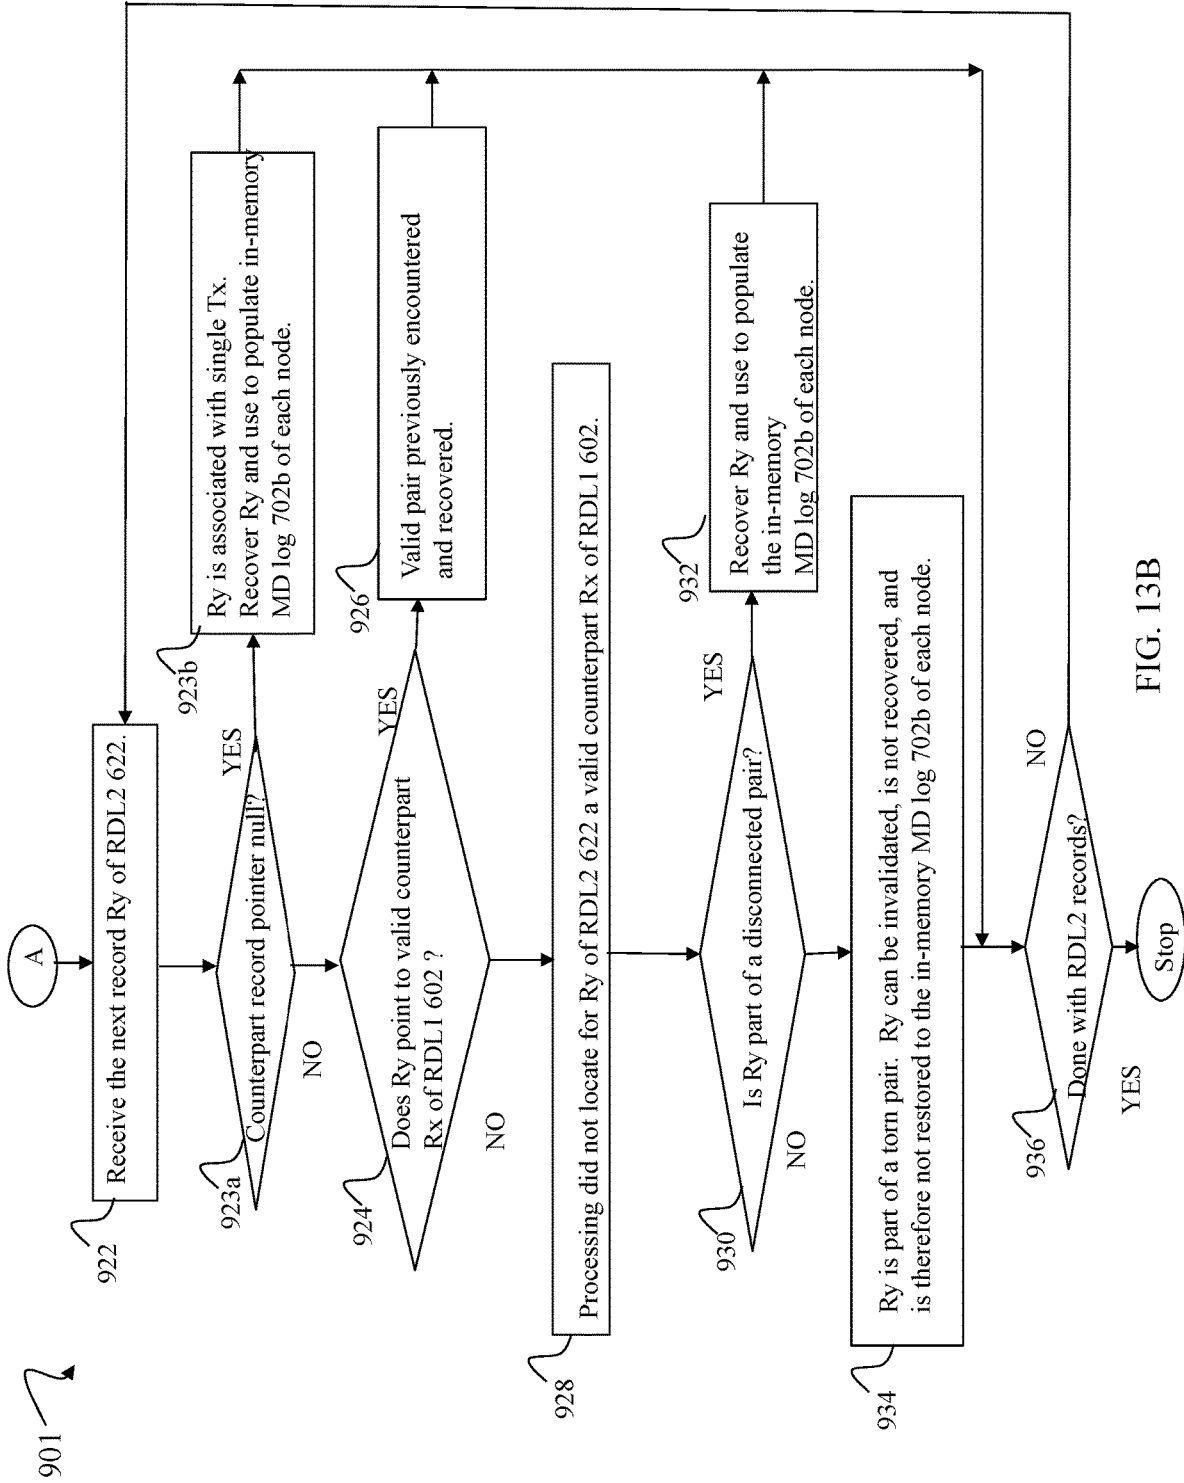 901
A
922
Receive the next record Ry of RDL2 622.
923a
Counterpart record pointer null?
YES
NO
923b
Ry is associated with single Tx.
Recover Ry and use to populate in-memory
MD log 702b of each node.
924
Does Ry point to valid counterpart
Rx of RDL1 602 ?
YES
NO
926
Valid pair previously encountered
and recovered.
928
Processing did not locate for Ry of RDL2 622 a valid counterpart Rx of RDL1 602.
930
Is Ry part of a disconnected pair?
YES
NO
932
Recover Ry and use to populate
the in-memory
MD log 702b of each node.
934
Ry is part of a torn pair.  Ry can be invalidated, is not recovered, and
is therefore not restored to the in-memory MD log 702b of each node.
936
Done with RDL2 records?
NO
YES
Stop
FIG. 13B